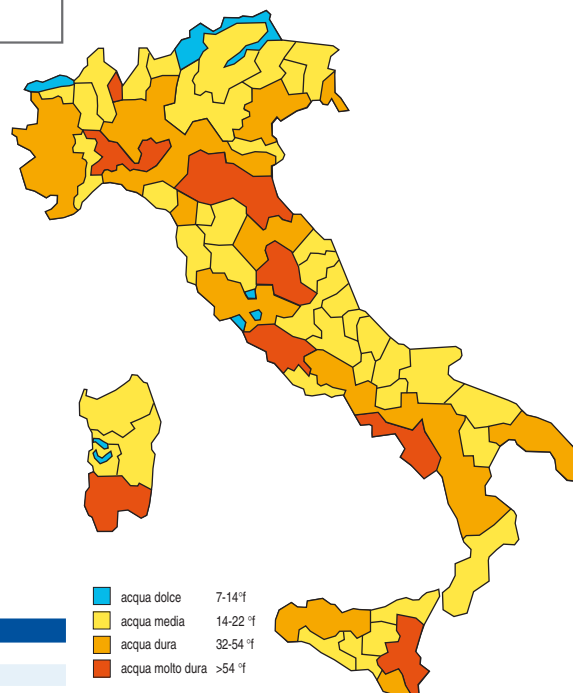 acqua dolce 7-14°f
acqua media 14-22 °f
acqua dura 32-54 °f
acqua molto dura >54 °f